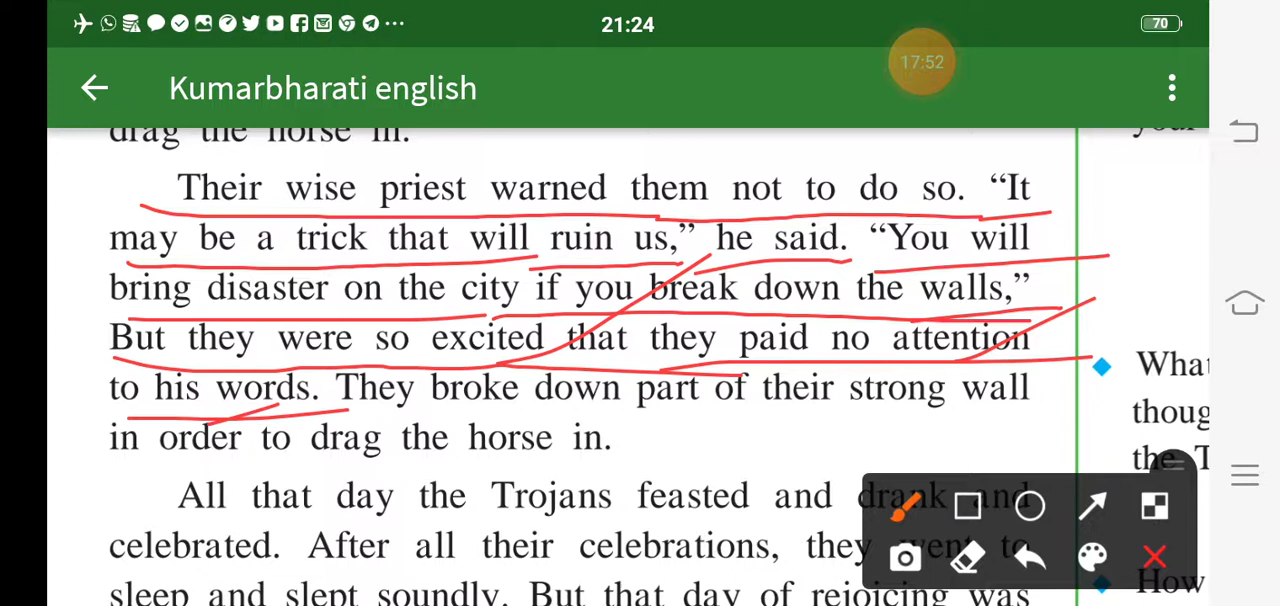 21:24
70
17:52
Kumarbharati english
drag the horse in.
Their wise priest warned them not to do so. “It
may be a trick that will ruin us,” he said. “You will
bring disaster on the city if you break down the walls,”
But they were so excited that they paid no attention
to his words. They broke down part of their strong wall
in order to drag the horse in.
All that day the Trojans feasted and drank and
celebrated. After all their celebrations, they went to
sleep and slept soundly. But that day of rejoicing was
the
How